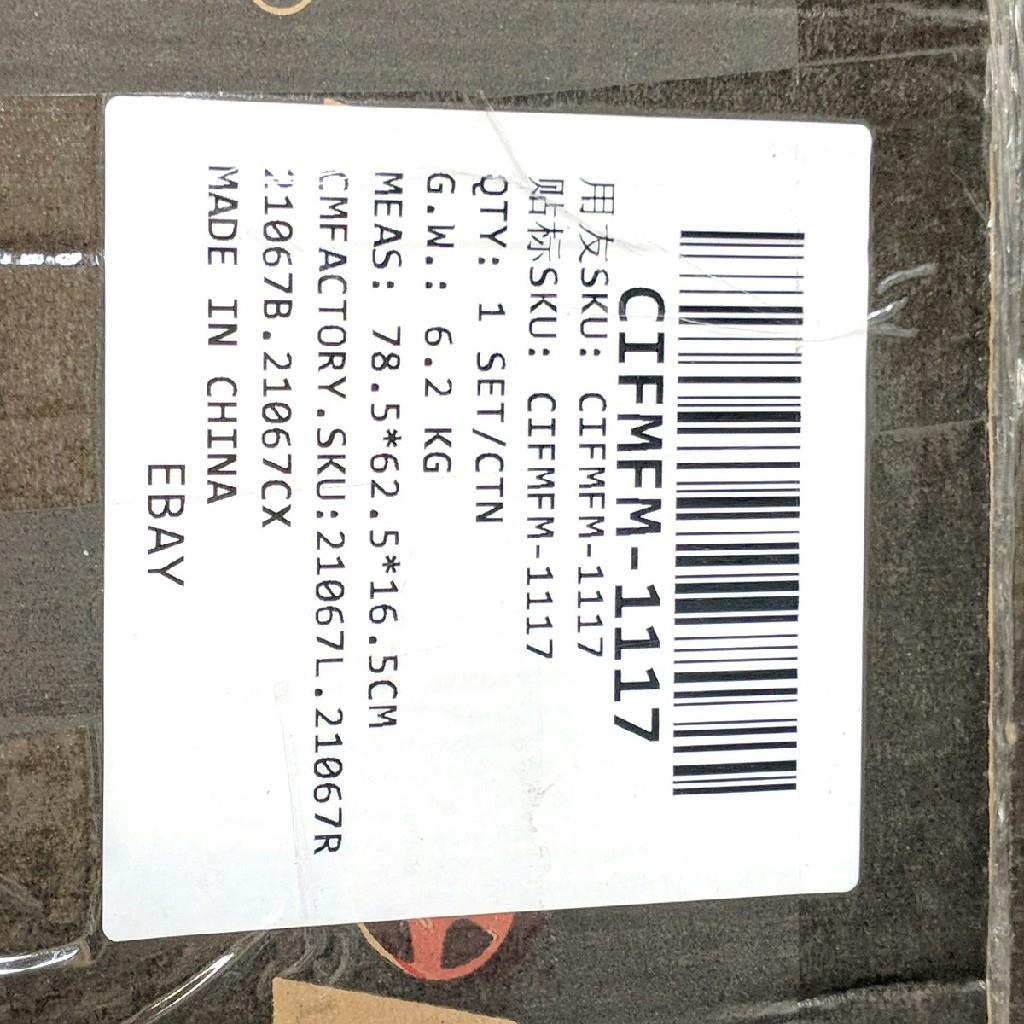 CIFMFM-1117
用友SKU: CIFMFM-1117
贴标SKU: CIFMFM-1117
QTY: 1 SET/CTN
G.W.: 6.2 KG
MEAS: 78.5*62.5*16.5CM
CMFACTORY.SKU:21067L.21067R
21067B.21067CX
MADE IN CHINA
EBAY